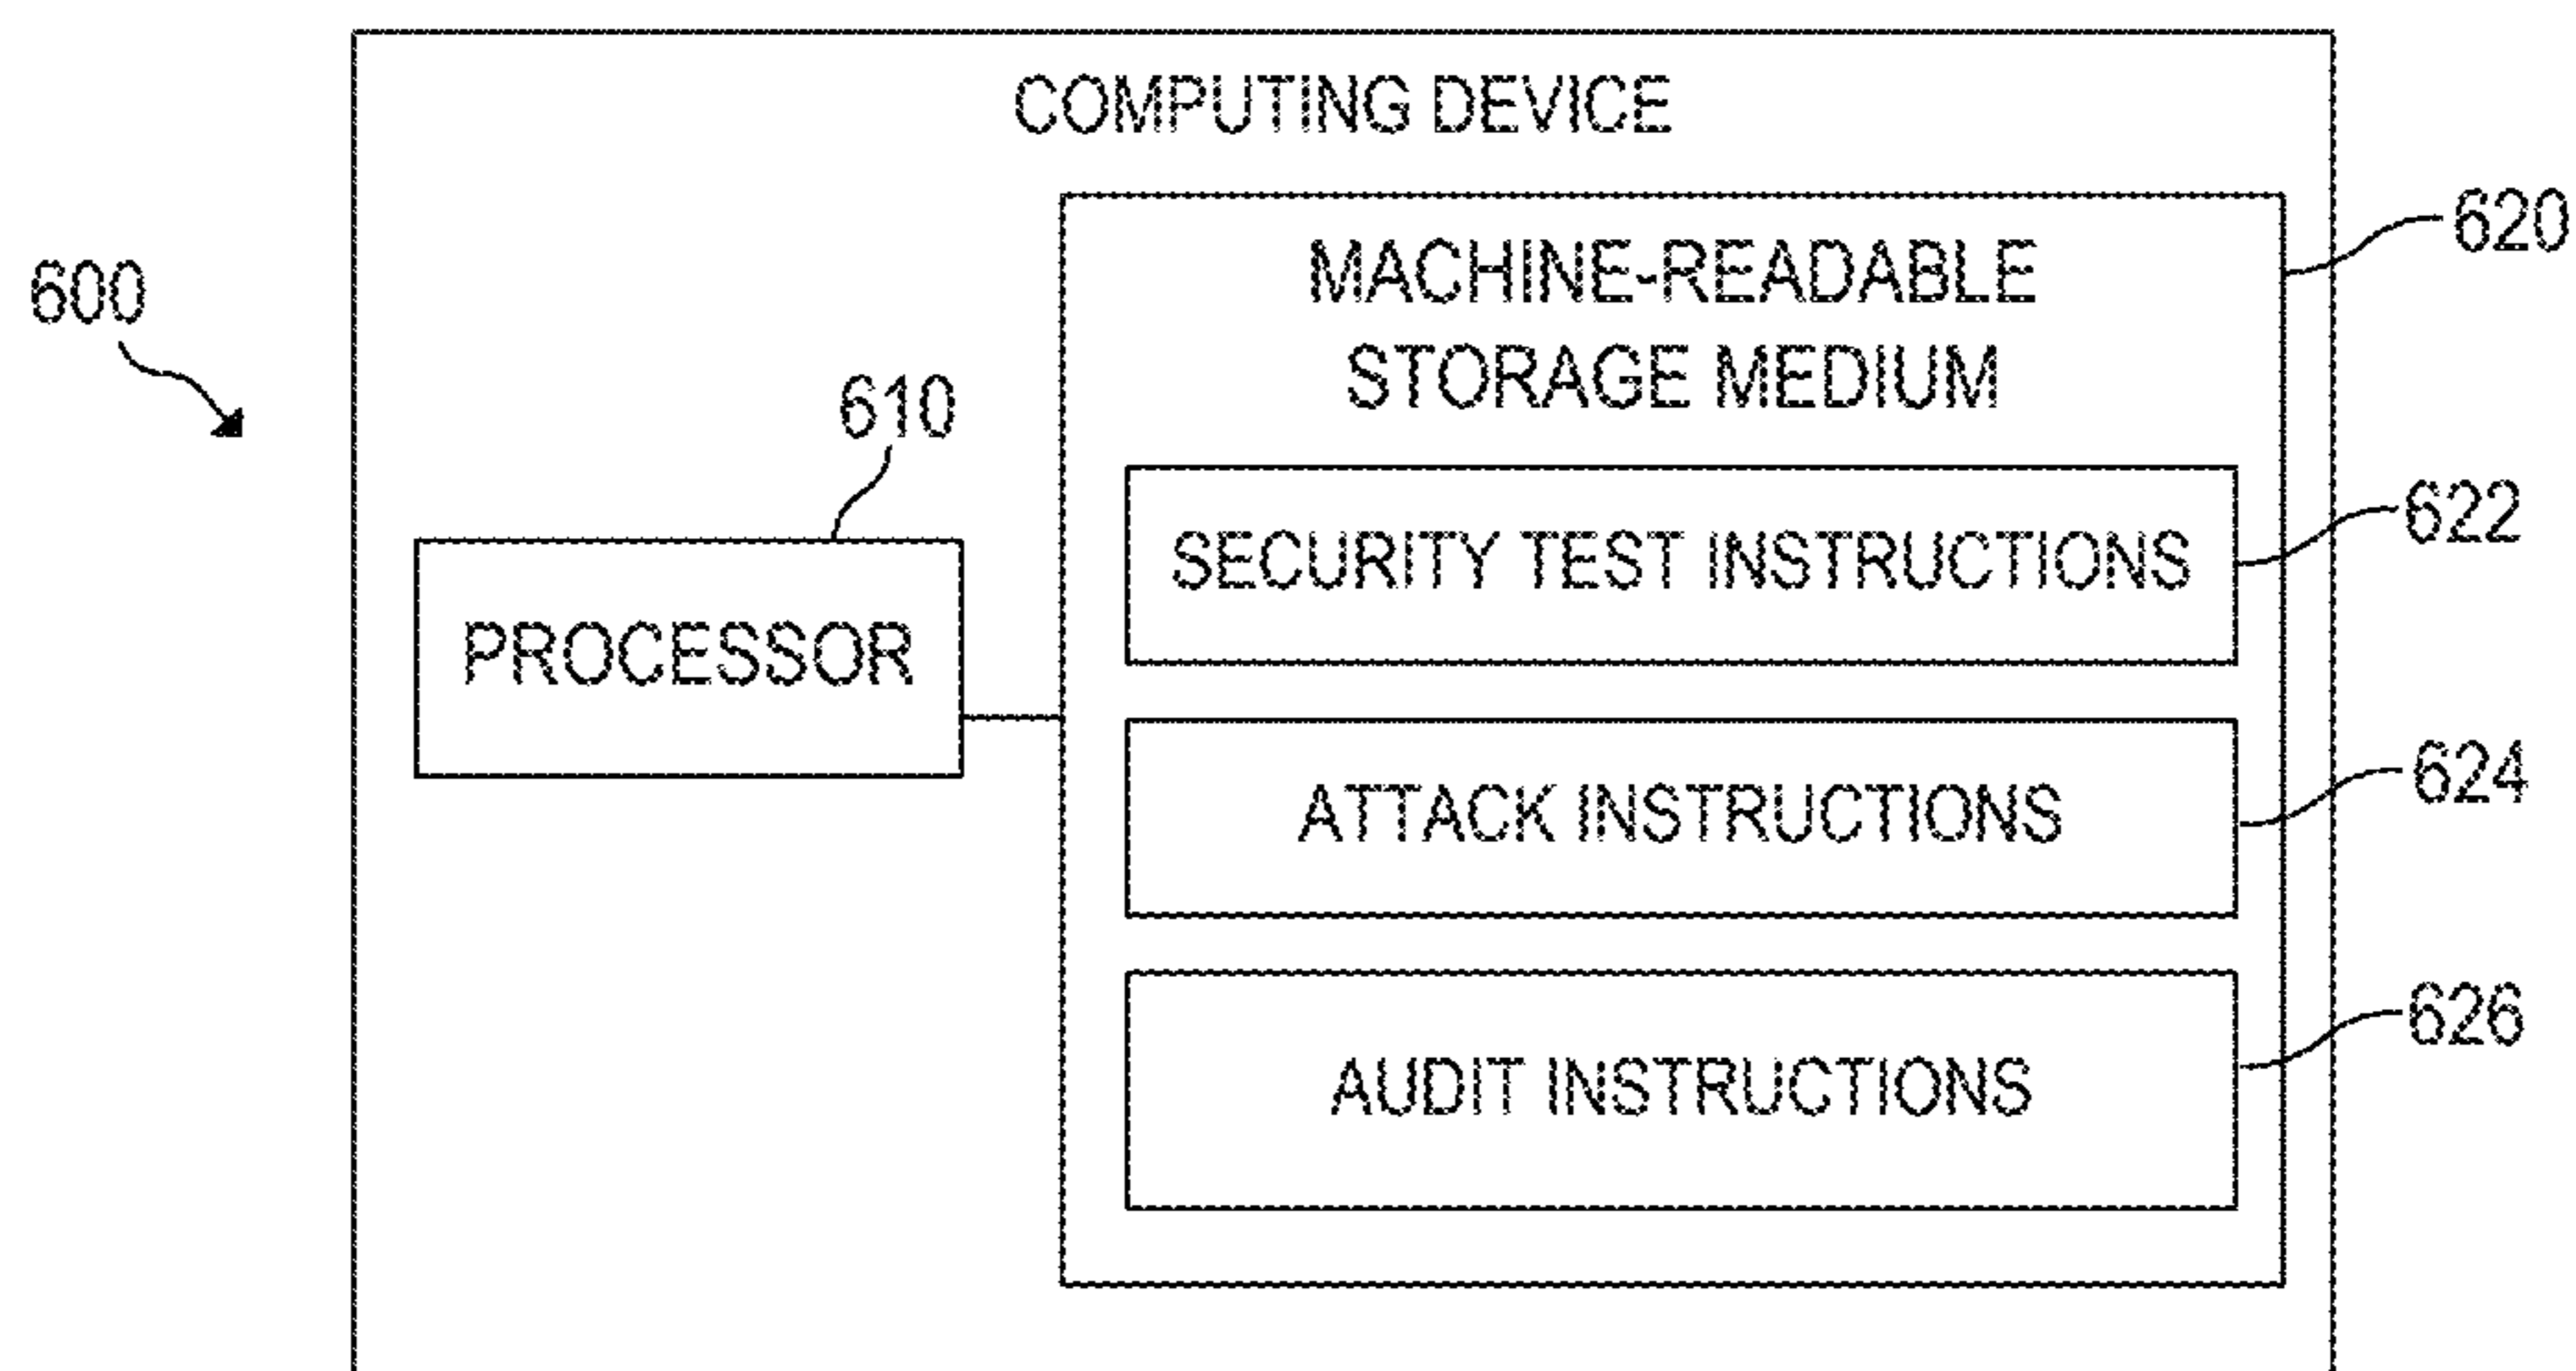 COMPUTING DEVICE
620
MACHINE-READABLE
STORAGE MEDIUM
600
610
622
SECURITY TEST INSTRUCTIONS
PROCESSOR
624
ATTACK INSTRUCTIONS
626
AUDIT INSTRUCTIONS